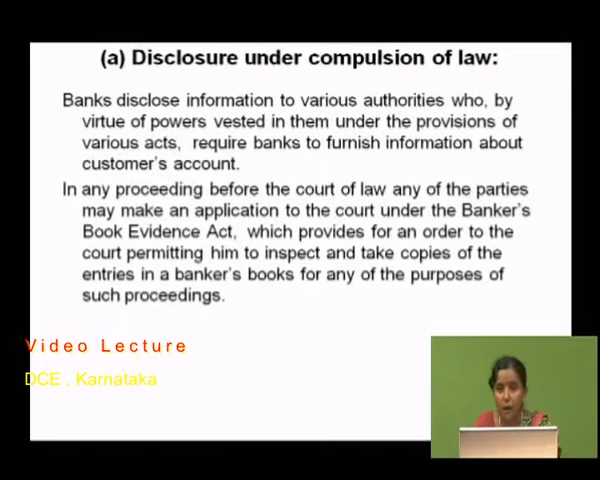 (a) Disclosure under compulsion of law:
Banks disclose information to various authorities who, by
virtue of powers vested in them under the provisions of
various acts, require banks to furnish information about
customer's account.
In any proceeding before the court of law any of the parties
may make an application to the court under the Banker's
Book Evidence Act, which provides for an order to the
court permitting him to inspect and take copies of the
entries in a banker's books for any of the purposes of
such proceedings.
Video Lecture
DCE , Karnataka